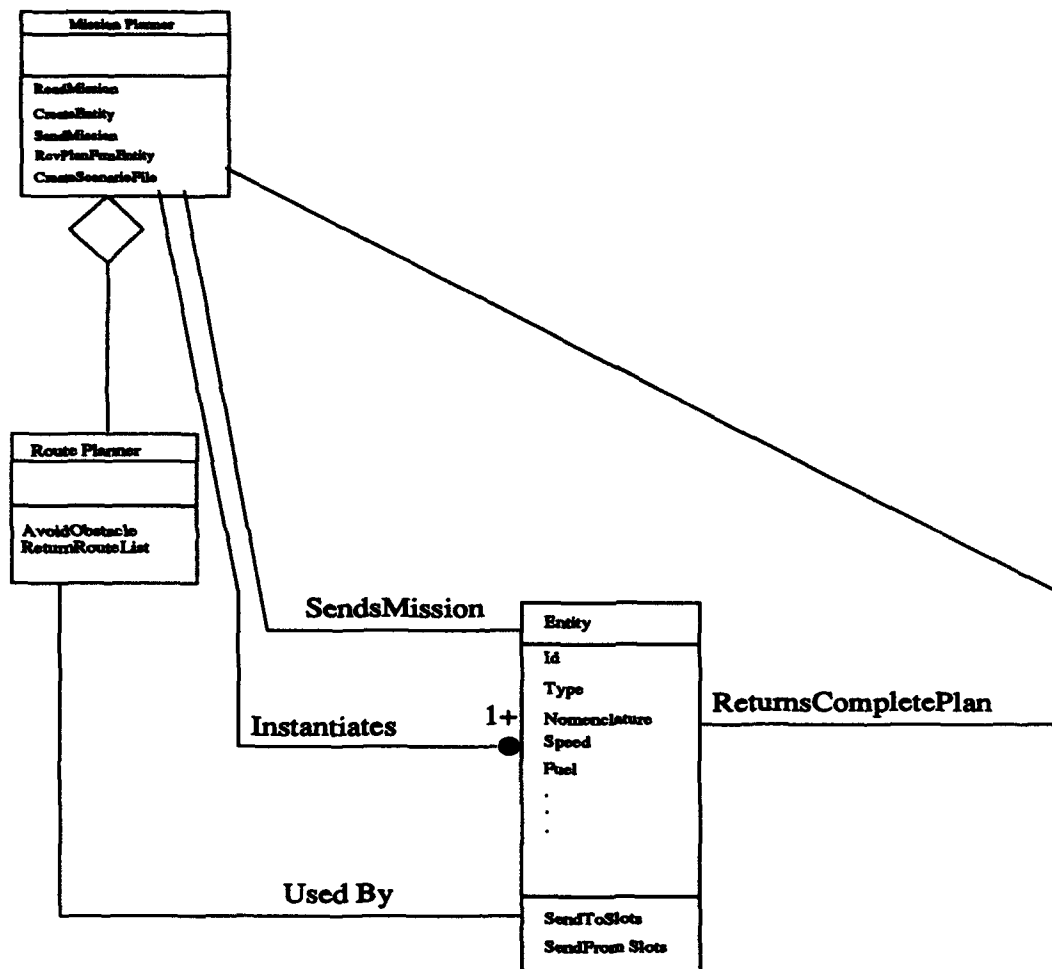 Mission Planner
ReadMission
CreateEntity
SendMission
RcvPlanFrmEntity
CreateScenarioFile
Route Planner
AvoidObstacle
ReturnRouteList
SendsMission
Entity
Id
Type
Nomenclature
Speed
Fuel
.
.
.
ReturnsCompletePlan
1+
Instantiates
Used By
SendToSlots
SendFrom Slots